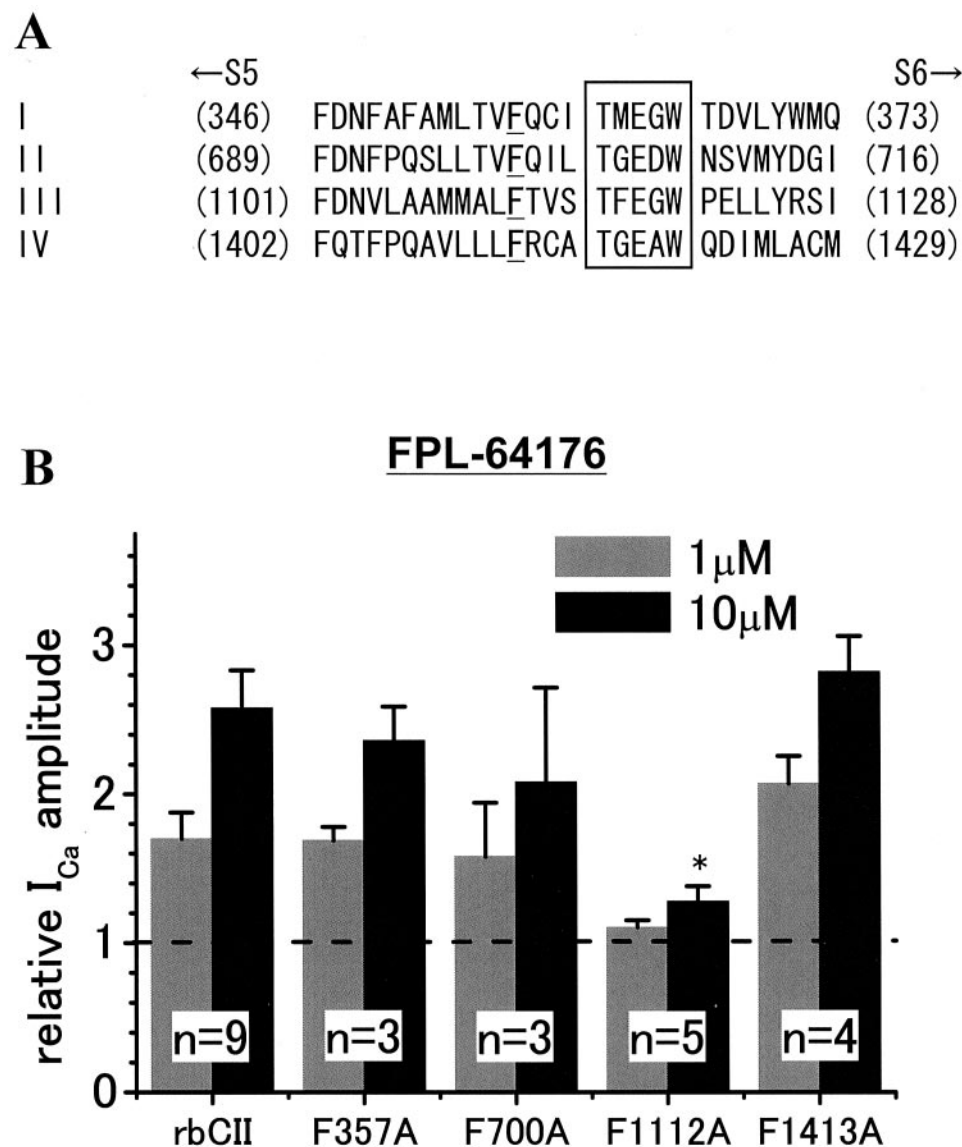 A
←S5 S6→
I (346) FDNFAFAMLTVFQCI TMEGW TDVLYWMQ (373)
II (689) FDNFPQSLLTVFQIL TGEDW NSVMYDGI (716)
III (1101) FDNVLAAMMALFTVS TFEGW PELLYRSI (1128)
IV (1402) FQTFPQAVLLLFRCA TGEAW QDIMLACM (1429)
B
FPL-64176
1μM
10μM
relative I_Ca amplitude
3
2
1
0
*
n=9 n=3 n=3 n=5 n=4
rbCII F357A F700A F1112A F1413A